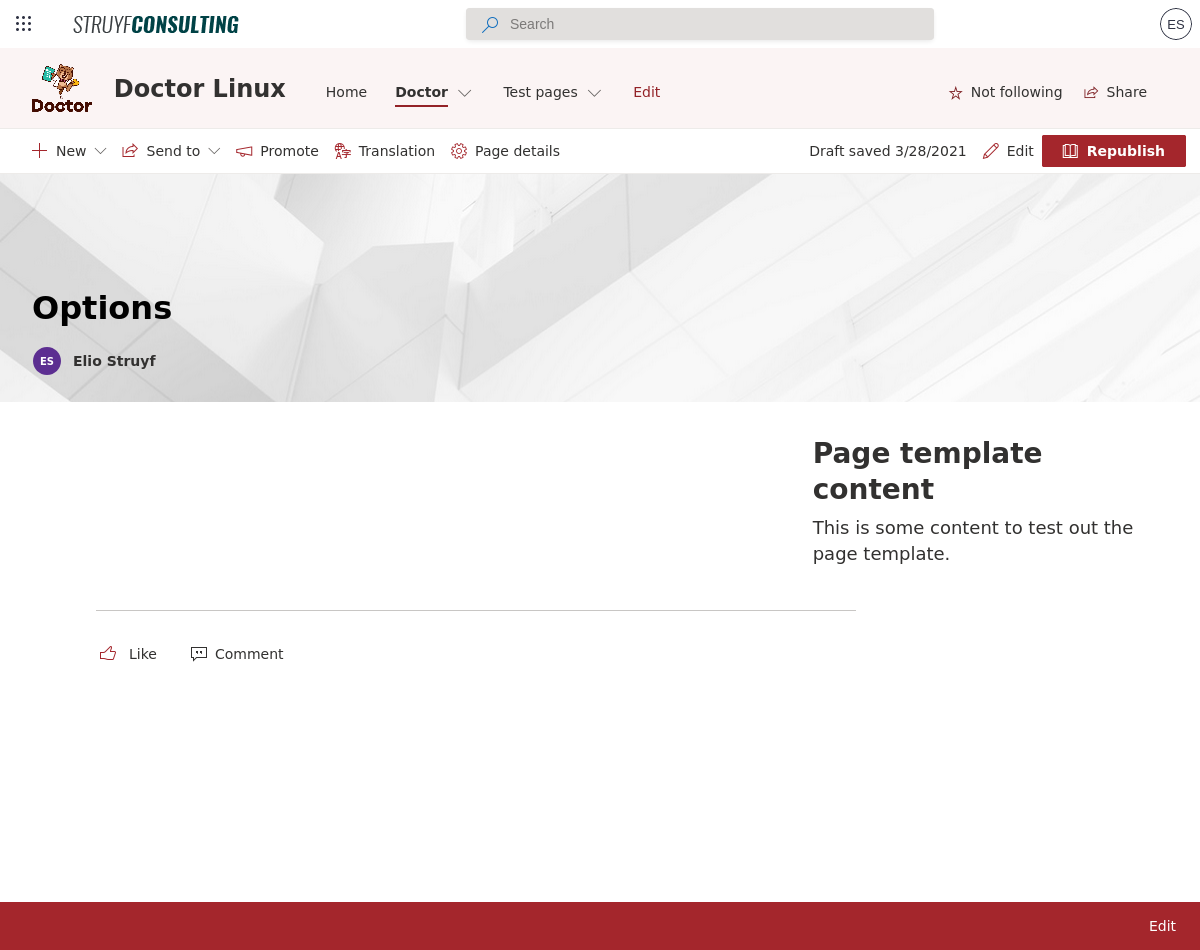 STRUYFCONSULTING
Search
ES
Doctor
Doctor Linux
Home
Doctor
Test pages
Edit
Not following
Share
New
Send to
Promote
Translation
Page details
Draft saved 3/28/2021
Edit
Republish
Options
ES
Elio Struyf
Page template
content
This is some content to test out the
page template.
Like
Comment
Edit